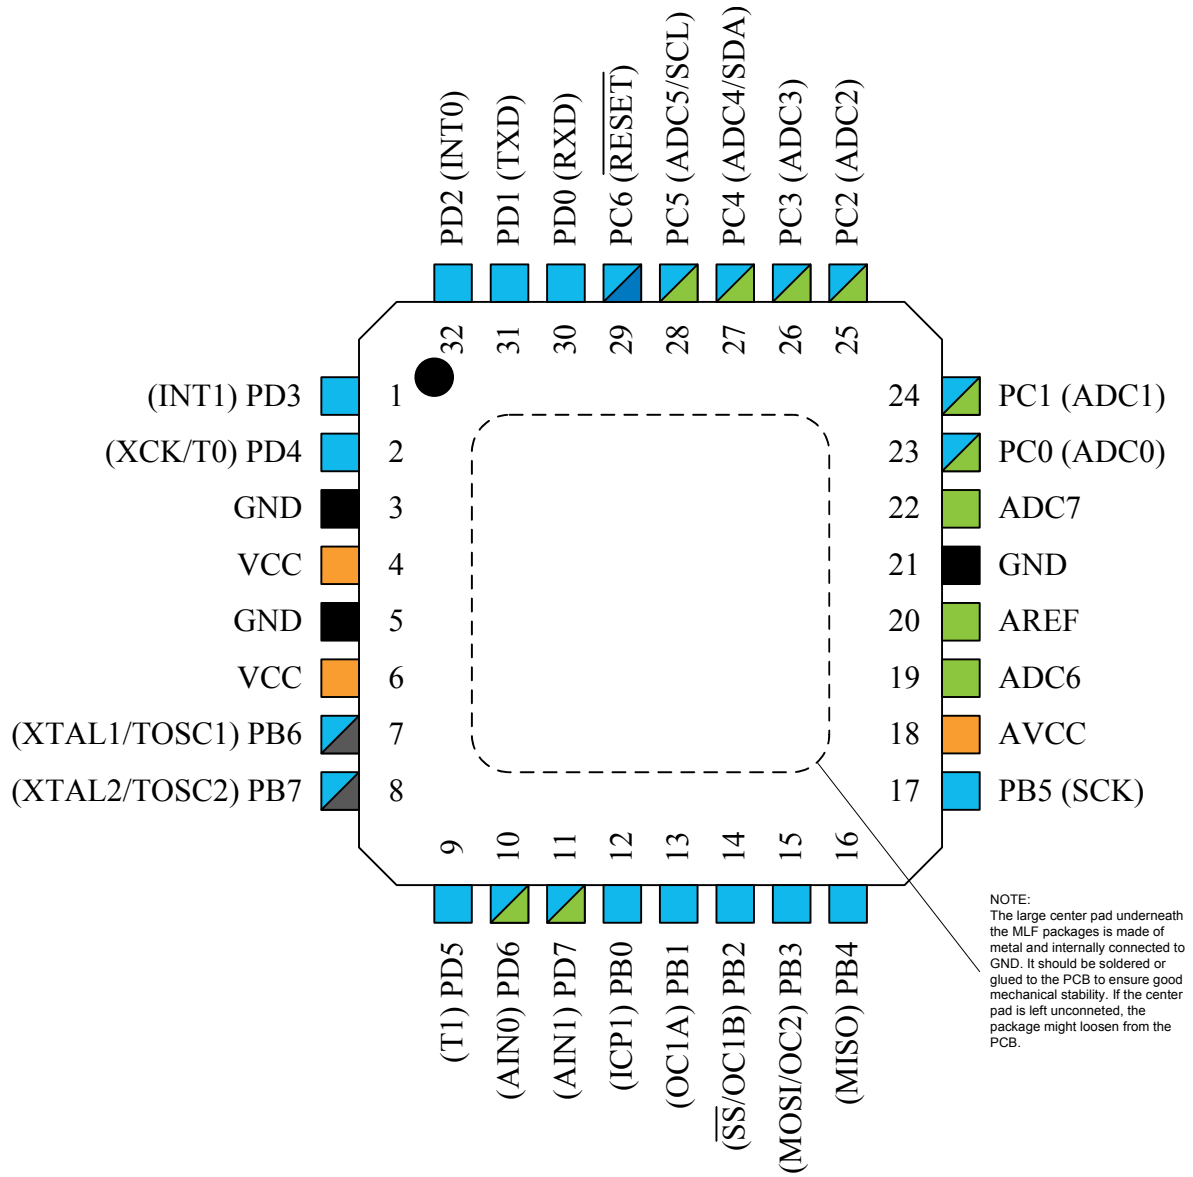 PD2 (INT0)
PD1 (TXD)
PD0 (RXD)
PC6 (RESET)
PC5 (ADC5/SCL)
PC4 (ADC4/SDA)
PC3 (ADC3)
PC2 (ADC2)
32
31
30
29
28
27
26
25
(INT1) PD3
1
(XCK/T0) PD4
2
GND
3
VCC
4
GND
5
VCC
6
(XTAL1/TOSC1) PB6
7
(XTAL2/TOSC2) PB7
8
24
PC1 (ADC1)
23
PC0 (ADC0)
22
ADC7
21
GND
20
AREF
19
ADC6
18
AVCC
17
PB5 (SCK)
9
10
11
12
13
14
15
16
(T1) PD5
(AIN0) PD6
(AIN1) PD7
(ICP1) PB0
(OC1A) PB1
(SS/OC1B) PB2
(MOSI/OC2) PB3
(MISO) PB4
NOTE:
The large center pad underneath
the MLF packages is made of
metal and internally connected to
GND. It should be soldered or
glued to the PCB to ensure good
mechanical stability. If the center
pad is left unconneted, the
package might loosen from the
PCB.